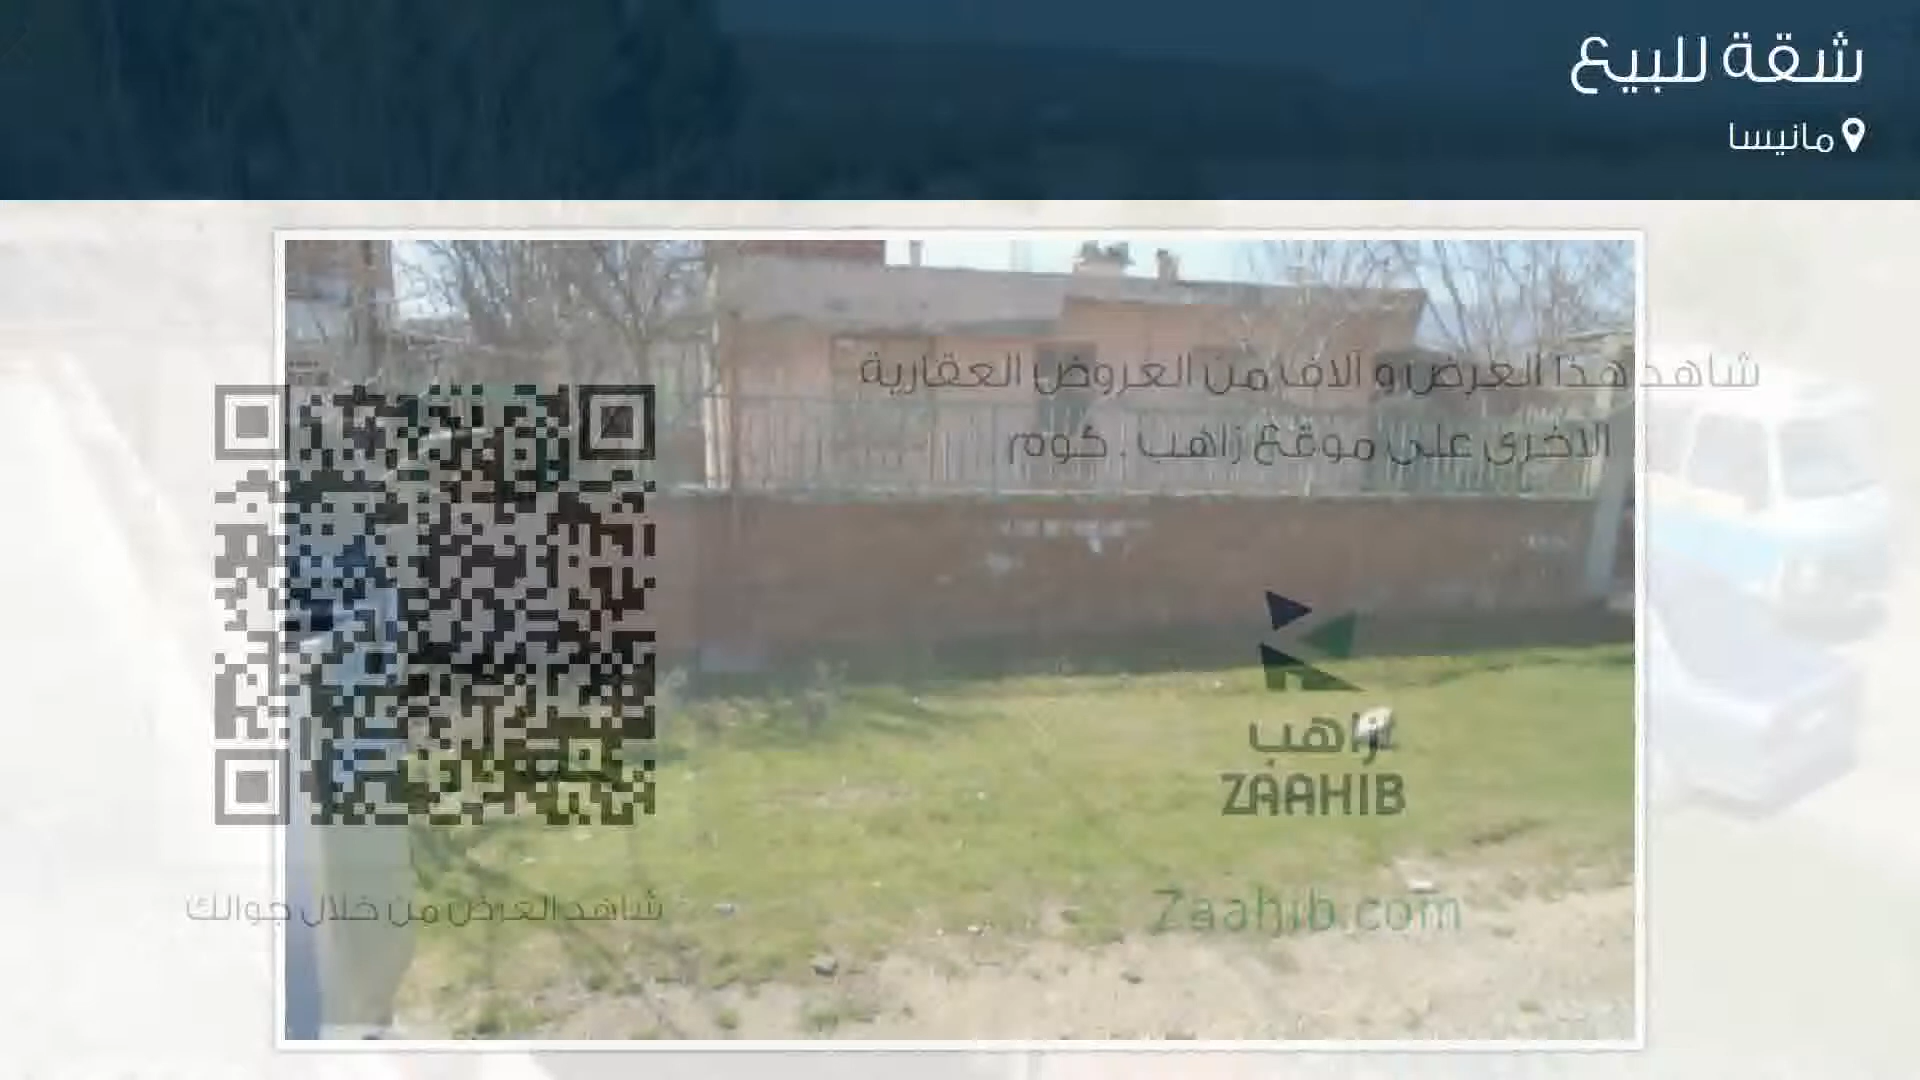 شقة للبيع
مانيسا
شاهد هذا العرض و آلاف من العروض العقارية
الاخرى على موقع زاهب . كوم
زاهب
ZAAHIB
شاهد العرض من خلال جوالك
Zaahib.com